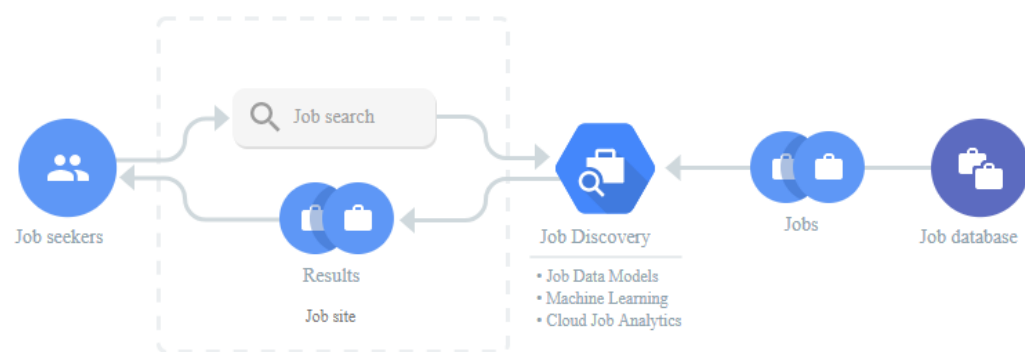 Job search
Job seekers
Results
Job site
Job Discovery
• Job Data Models
• Machine Learning
• Cloud Job Analytics
Jobs
Job database